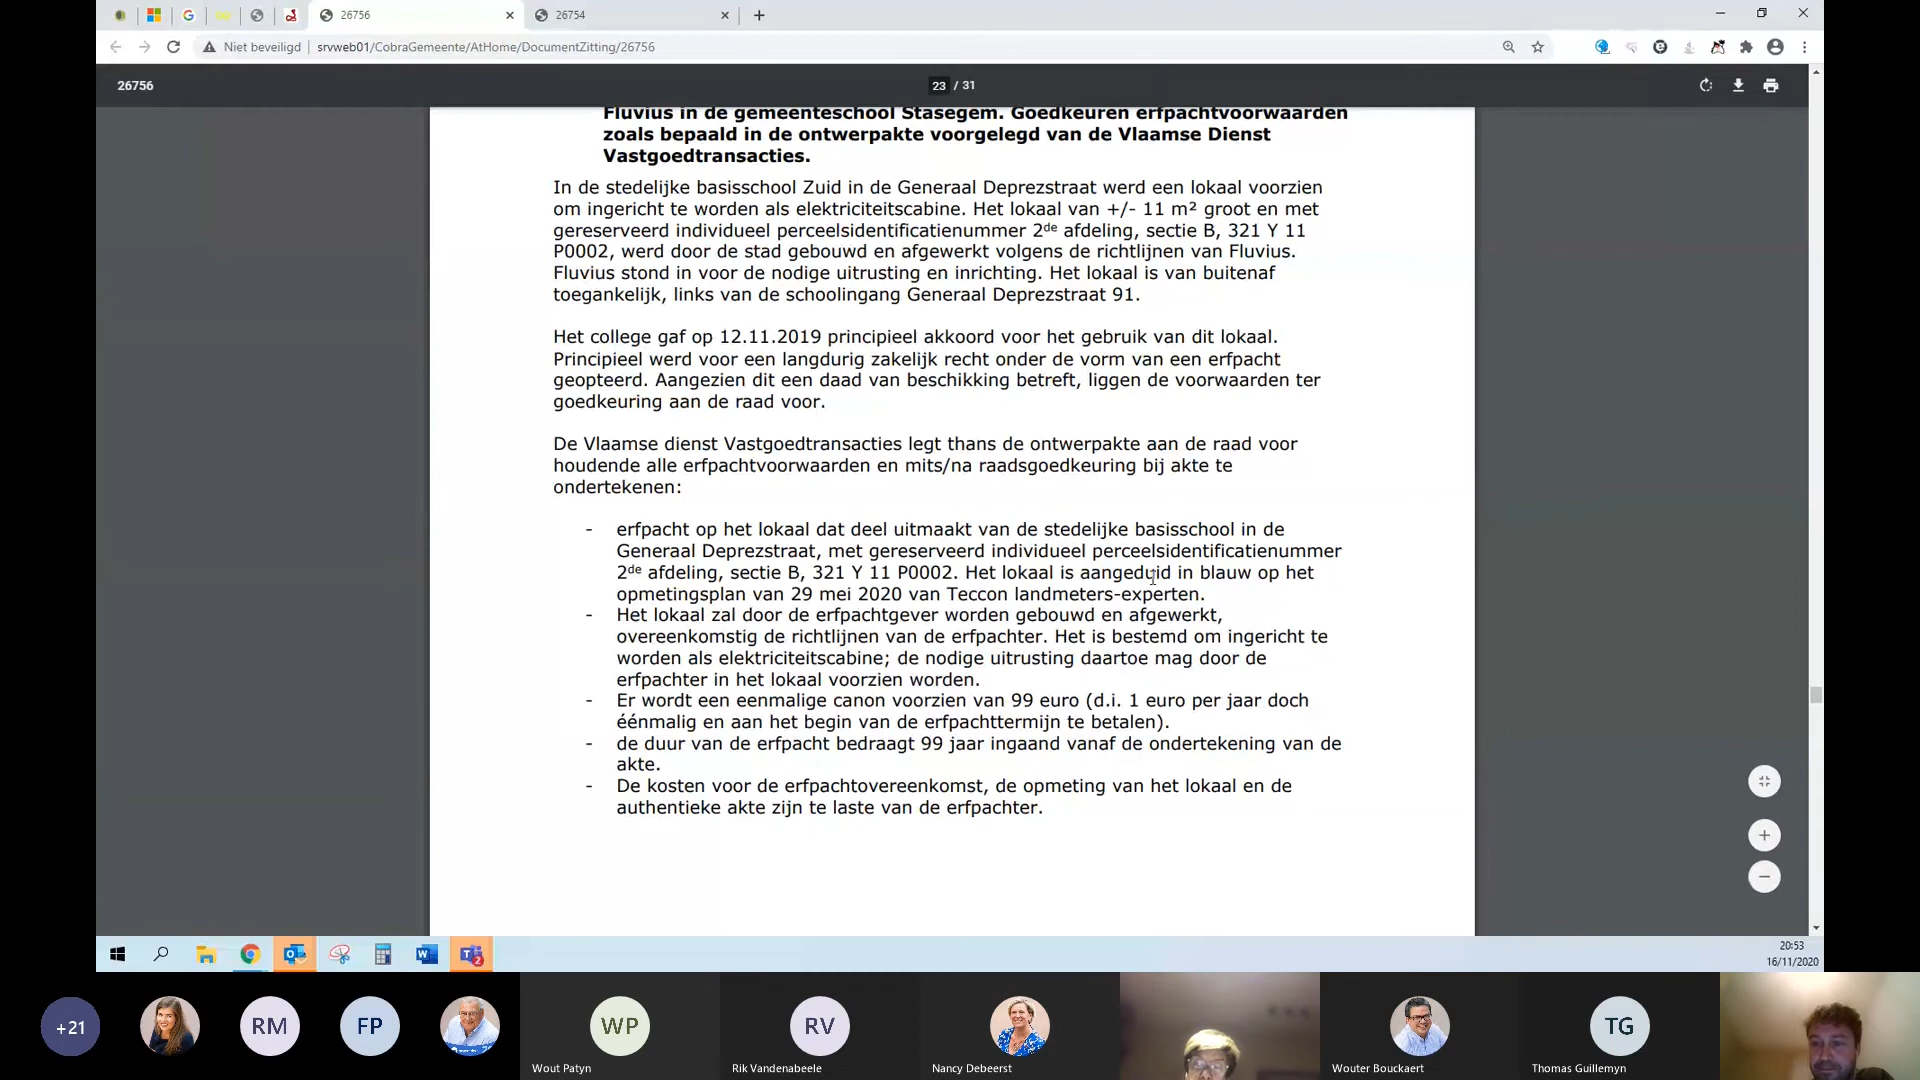 26756
26754
Niet beveiligd
srvweb01/CobraGemeente/AtHome/DocumentZitting/26756
26756
23 / 31
Fluvius in de gemeenteschool Stasegem. Goedkeuren erfpachtvoorwaarden
zoals bepaald in de ontwerpakte voorgelegd van de Vlaamse Dienst
Vastgoedtransacties.
In de stedelijke basisschool Zuid in de Generaal Deprezstraat werd een lokaal voorzien
om ingericht te worden als elektriciteitscabine. Het lokaal van +/- 11 m² groot en met
gereserveerd individueel perceelsidentificatienummer 2de afdeling, sectie B, 321 Y 11
P0002, werd door de stad gebouwd en afgewerkt volgens de richtlijnen van Fluvius.
Fluvius stond in voor de nodige uitrusting en inrichting. Het lokaal is van buitenaf
toegankelijk, links van de schoolingang Generaal Deprezstraat 91.
Het college gaf op 12.11.2019 principieel akkoord voor het gebruik van dit lokaal.
Principieel werd voor een langdurig zakelijk recht onder de vorm van een erfpacht
geopteerd. Aangezien dit een daad van beschikking betreft, liggen de voorwaarden ter
goedkeuring aan de raad voor.
De Vlaamse dienst Vastgoedtransacties legt thans de ontwerpakte aan de raad voor
houdende alle erfpachtvoorwaarden en mits/na raadsgoedkeuring bij akte te
ondertekenen:
- erfpacht op het lokaal dat deel uitmaakt van de stedelijke basisschool in de
Generaal Deprezstraat, met gereserveerd individueel perceelsidentificatienummer
2de afdeling, sectie B, 321 Y 11 P0002. Het lokaal is aangeduid in blauw op het
opmetingsplan van 29 mei 2020 van Teccon landmeters-experten.
- Het lokaal zal door de erfpachtgever worden gebouwd en afgewerkt,
overeenkomstig de richtlijnen van de erfpachter. Het is bestemd om ingericht te
worden als elektriciteitscabine; de nodige uitrusting daartoe mag door de
erfpachter in het lokaal voorzien worden.
- Er wordt een eenmalige canon voorzien van 99 euro (d.i. 1 euro per jaar doch
éénmalig en aan het begin van de erfpachttermijn te betalen).
- de duur van de erfpacht bedraagt 99 jaar ingaand vanaf de ondertekening van de
akte.
- De kosten voor de erfpachtovereenkomst, de opmeting van het lokaal en de
authentieke akte zijn te laste van de erfpachter.
20:53
16/11/2020
+21
RM
FP
WP
RV
TG
Wout Patyn
Rik Vandenabeele
Nancy Debeerst
Wouter Bouckaert
Thomas Guillemyn